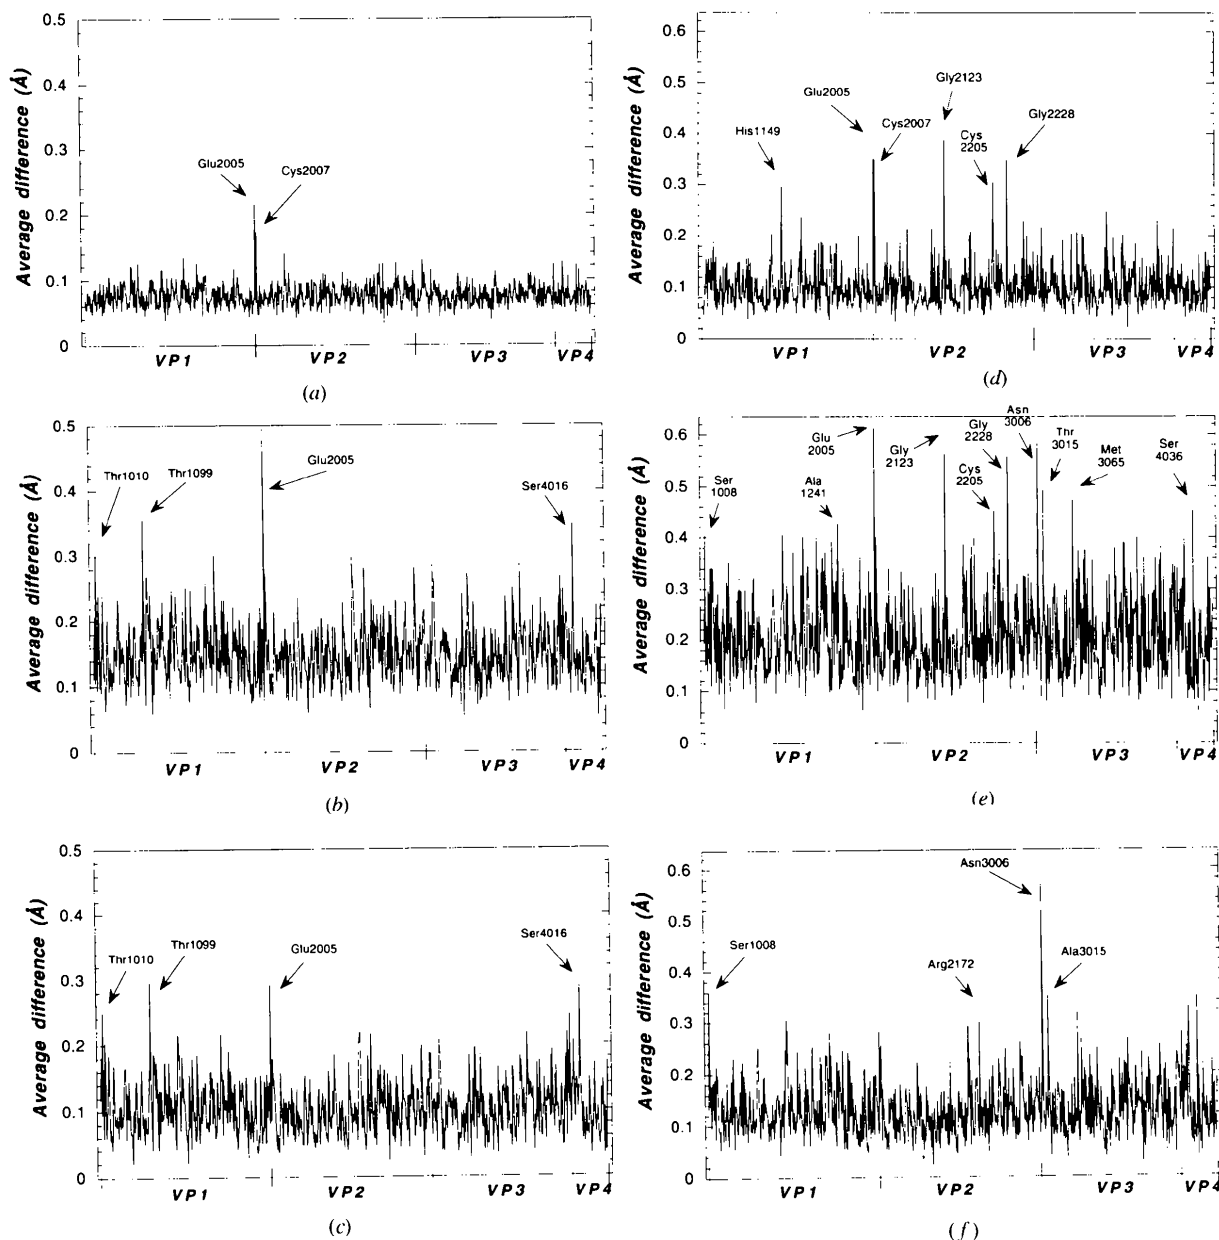 0.5
0.4
0.3
0.2
0.1
0
Average difference (Å)
Glu2005
Cys2007
VP1
VP2
VP3
VP4
(a)
0.6
0.5
0.4
0.3
0.2
0.1
0
Average difference (Å)
His1149
Glu2005
Cys2007
Gly2123
Cys
2205
Gly2228
VP1
VP2
VP3
VP4
(d)
0.5
0.4
0.3
0.2
0.1
0
Average difference (Å)
Thr1010
Thr1099
Glu2005
Ser4016
VP1
VP2
VP3
VP4
(b)
0.6
0.5
0.4
0.3
0.2
0.1
0
Average difference (Å)
Ser
1008
Ala
1241
Glu
2005
Gly
2123
Gly
2228
Cys
2205
Asn
3006
Thr
3015
Met
3065
Ser
4036
VP1
VP2
VP3
VP4
(e)
0.5
0.4
0.3
0.2
0.1
0
Average difference (Å)
Thr1010
Thr1099
Glu2005
Ser4016
VP1
VP2
VP3
VP4
(c)
0.6
0.5
0.4
0.3
0.2
0.1
0
Average difference (Å)
Ser1008
Arg2172
Asn3006
Ala3015
VP1
VP2
VP3
VP4
(f)